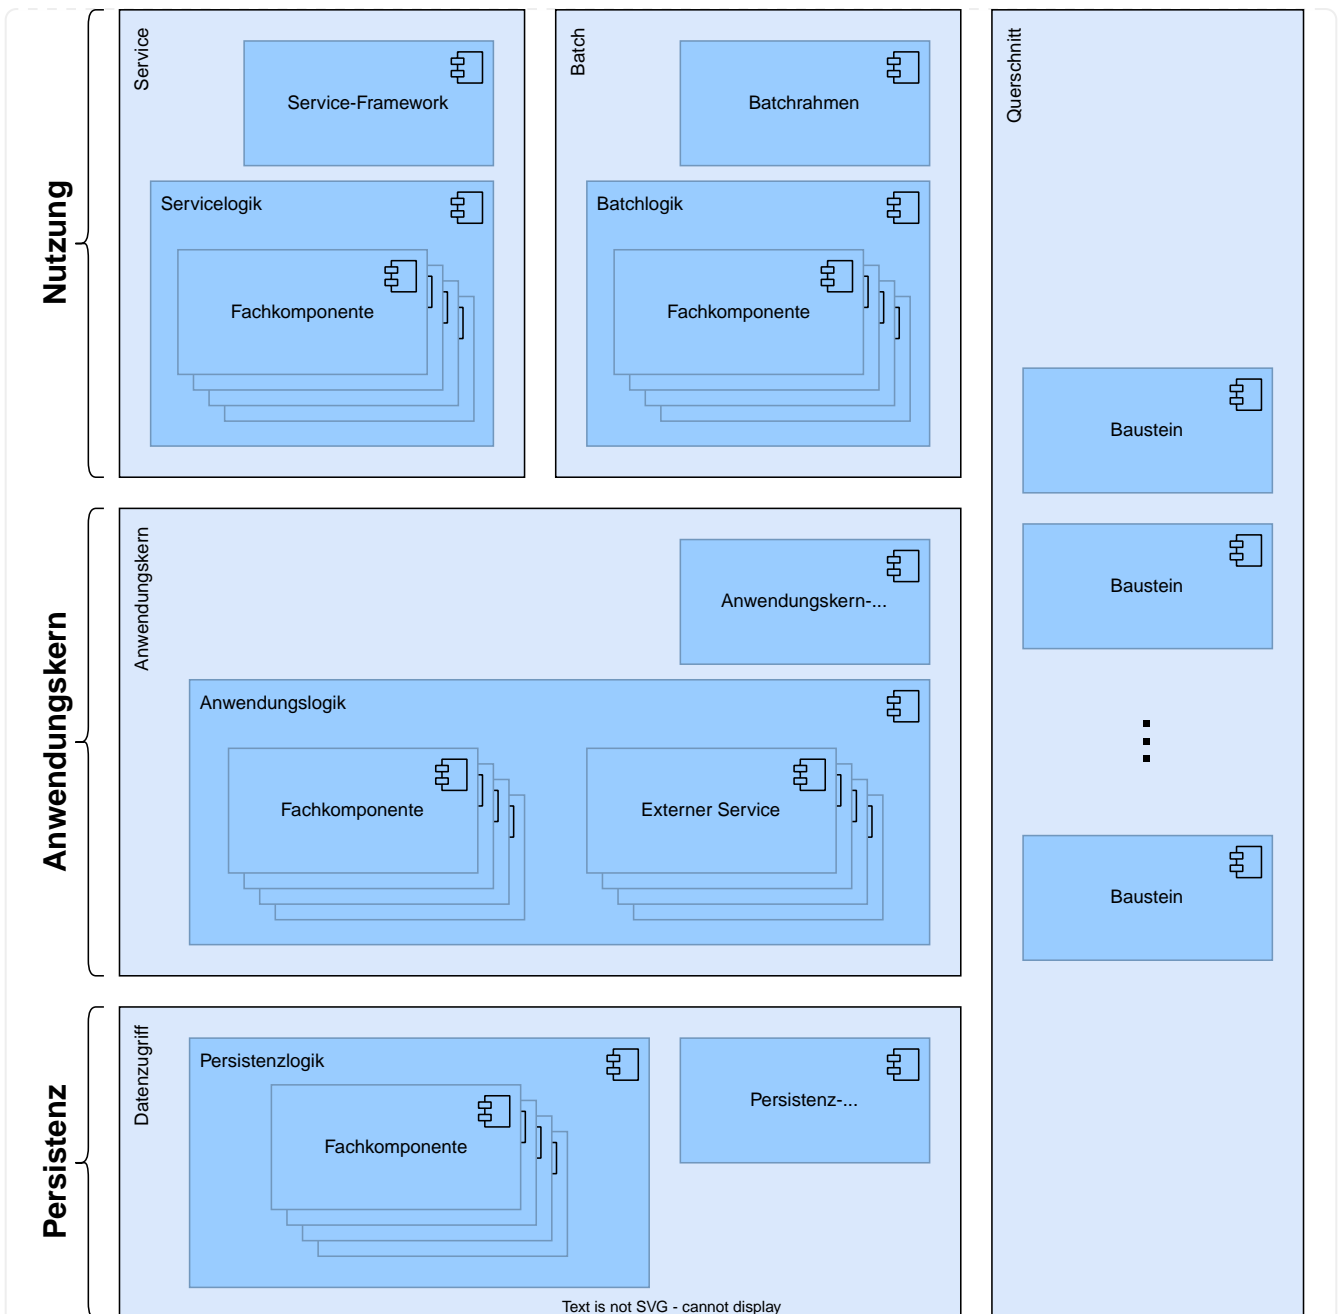 Nutzung
Service
Service-Framework
Servicelogik
Fachkomponente
Batch
Batchrahmen
Batchlogik
Fachkomponente
Querschnitt
Baustein
Baustein
Baustein
Anwendungskern
Anwendungskern
Anwendungskern-...
Anwendungslogik
Fachkomponente
Externer Service
Persistenz
Datenzugriff
Persistenzlogik
Fachkomponente
Persistenz-...
Text is not SVG - cannot display